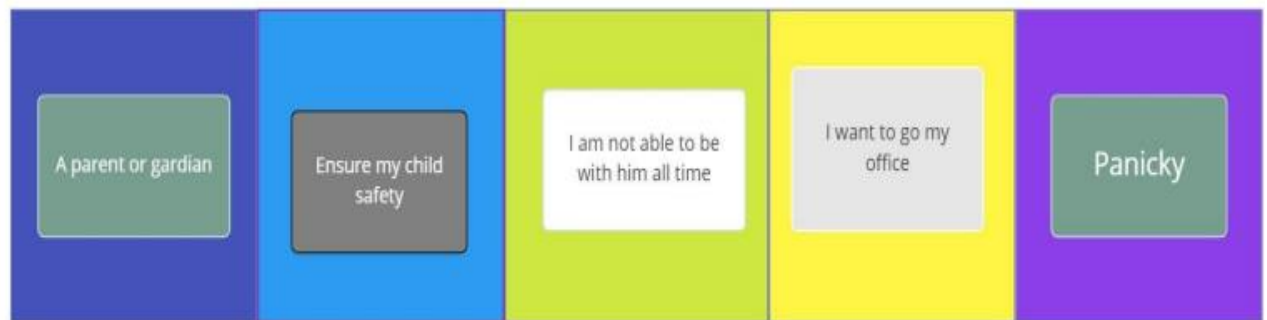 A parent or gardian
Ensure my child
safety
I am not able to be
with him all time
I want to go my
office
Panicky